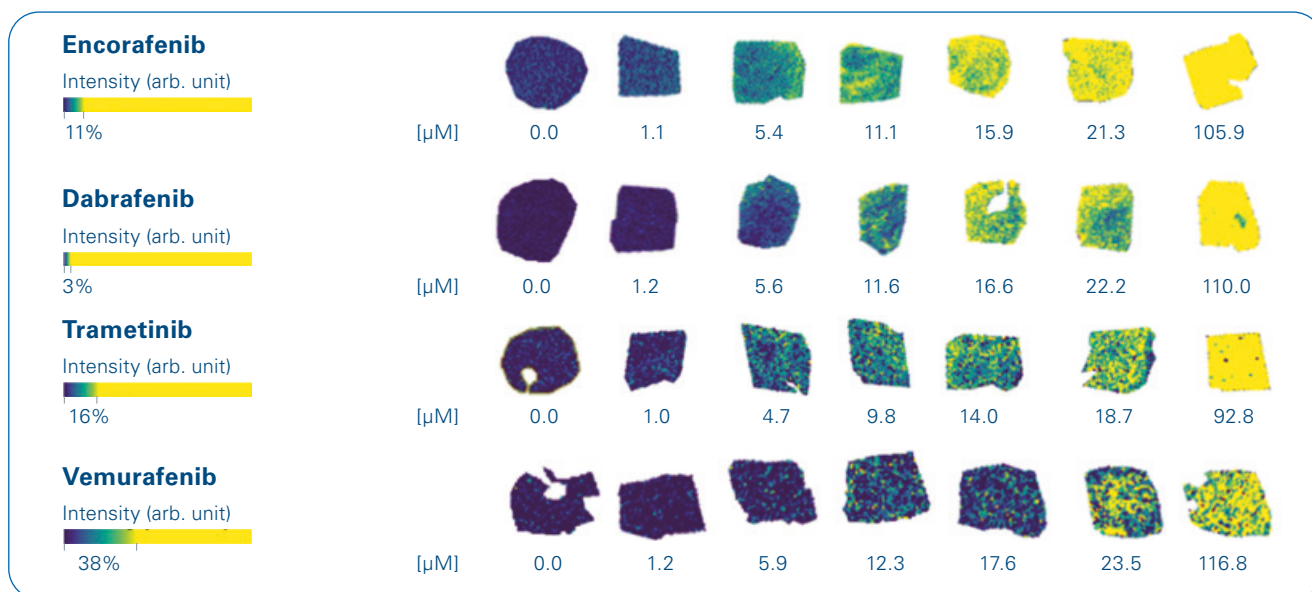 Encorafenib
Intensity (arb. unit)
11%
[µM] 0.0 1.1 5.4 11.1 15.9 21.3 105.9
Dabrafenib
Intensity (arb. unit)
3%
[µM] 0.0 1.2 5.6 11.6 16.6 22.2 110.0
Trametinib
Intensity (arb. unit)
16%
[µM] 0.0 1.0 4.7 9.8 14.0 18.7 92.8
Vemurafenib
Intensity (arb. unit)
38%
[µM] 0.0 1.2 5.9 12.3 17.6 23.5 116.8